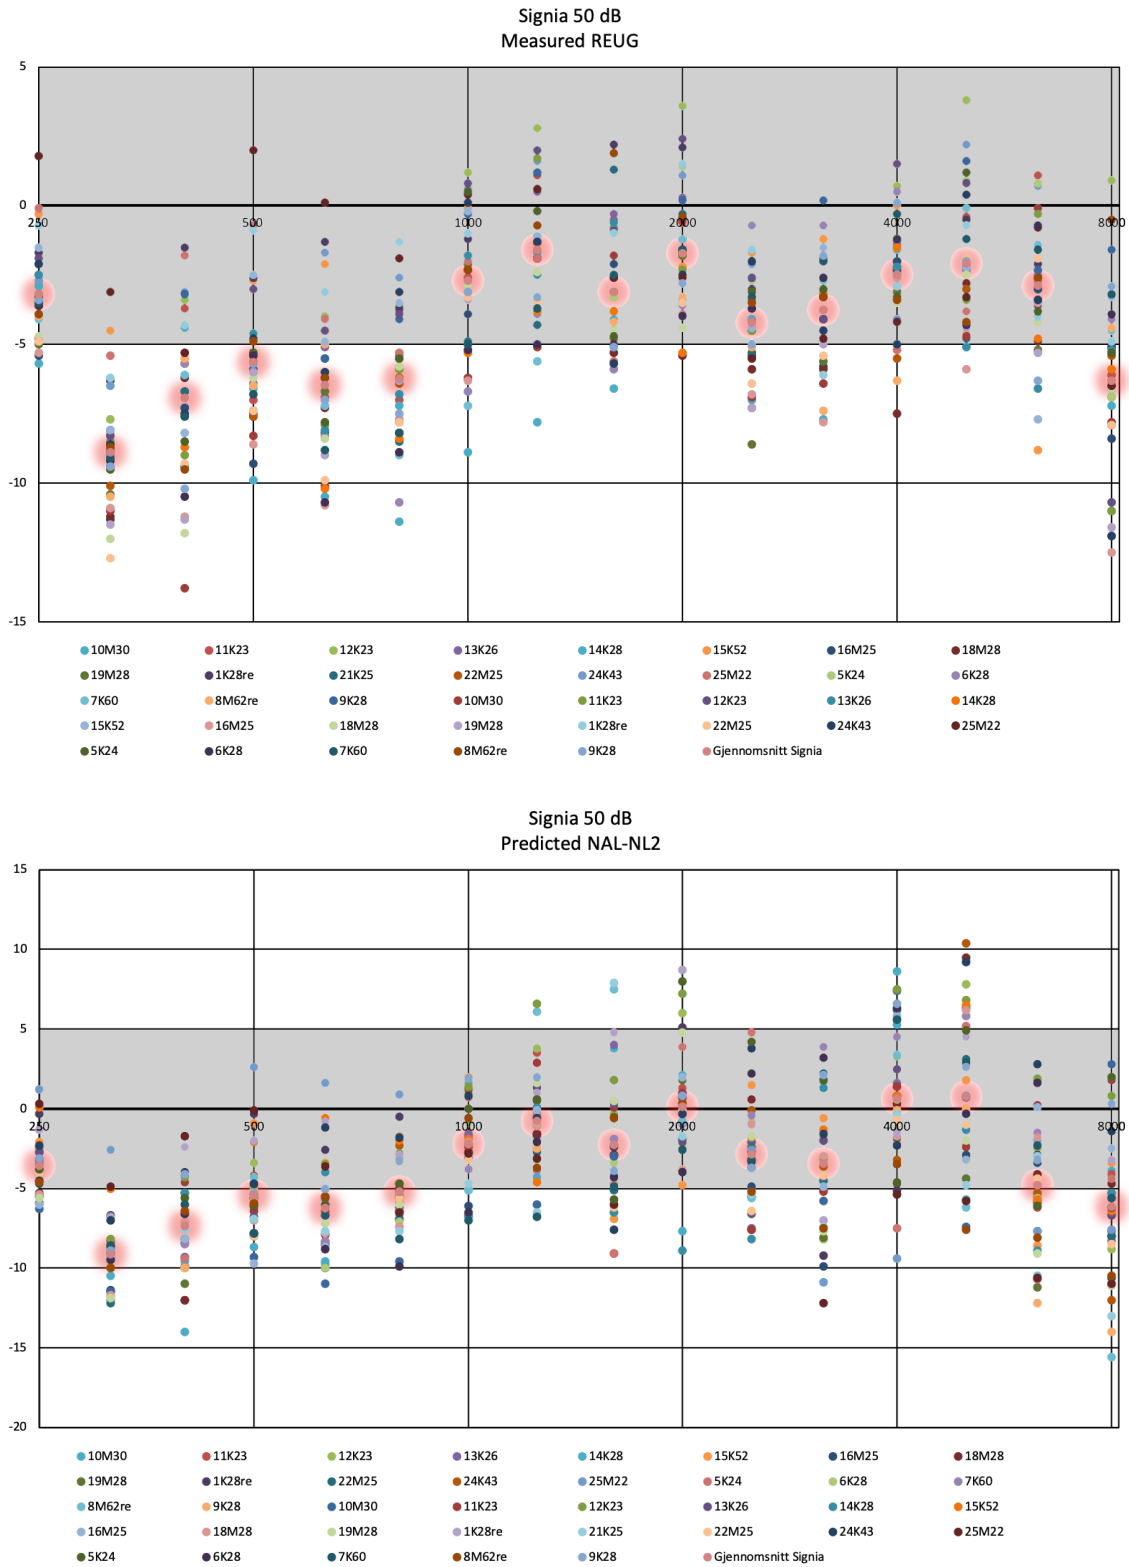 Signia 50 dB
Measured REUG
5
0
250 500 1000 2000 4000 8000
-5
-10
-15
10M30 11K23 12K23 13K26 14K28 15K52 16M25 18M28
19M28 1K28re 21K25 22M25 24K43 25M22 5K24 6K28
7K60 8M62re 9K28 10M30 11K23 12K23 13K26 14K28
15K52 16M25 18M28 19M28 1K28re 22M25 24K43 25M22
5K24 6K28 7K60 8M62re 9K28 Gjennomsnitt Signia
Signia 50 dB
Predicted NAL-NL2
15
10
5
0
250 500 1000 2000 4000 8000
-5
-10
-15
-20
10M30 11K23 12K23 13K26 14K28 15K52 16M25 18M28
19M28 1K28re 22M25 24K43 25M22 5K24 6K28 7K60
8M62re 9K28 10M30 11K23 12K23 13K26 14K28 15K52
16M25 18M28 19M28 1K28re 21K25 22M25 24K43 25M22
5K24 6K28 7K60 8M62re 9K28 Gjennomsnitt Signia